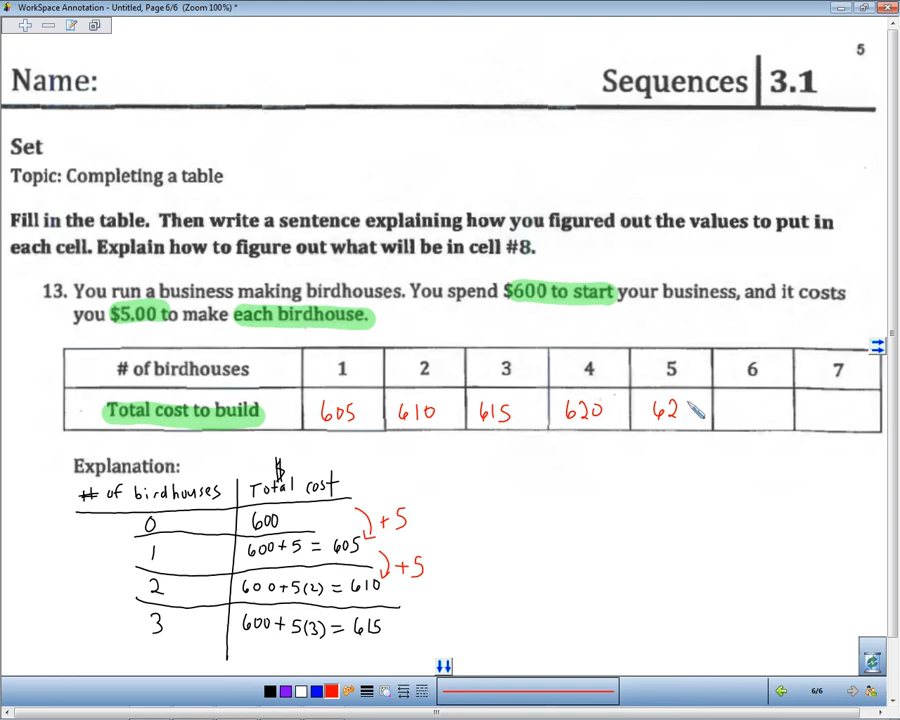 WorkSpace Annotation - Untitled, Page 6/6 (Zoom 100%) *
5
Name:
Sequences 3.1
Set
Topic: Completing a table
Fill in the table. Then write a sentence explaining how you figured out the values to put in
each cell. Explain how to figure out what will be in cell #8.
13. You run a business making birdhouses. You spend $600 to start your business, and it costs
you $5.00 to make each birdhouse.
# of birdhouses 1 2 3 4 5 6 7
Total cost to build 605 610 615 620 62
Explanation:
$
# of birdhouses Total cost
0 600
+5
1 600+5 = 605
+5
2 600+5(2) = 610
3 600+5(3) = 615
6/6